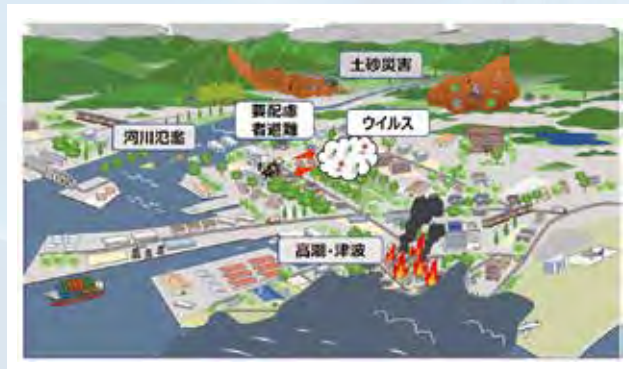 土砂災害
要配慮
者避難
ウイルス
河川氾濫
高潮・津波